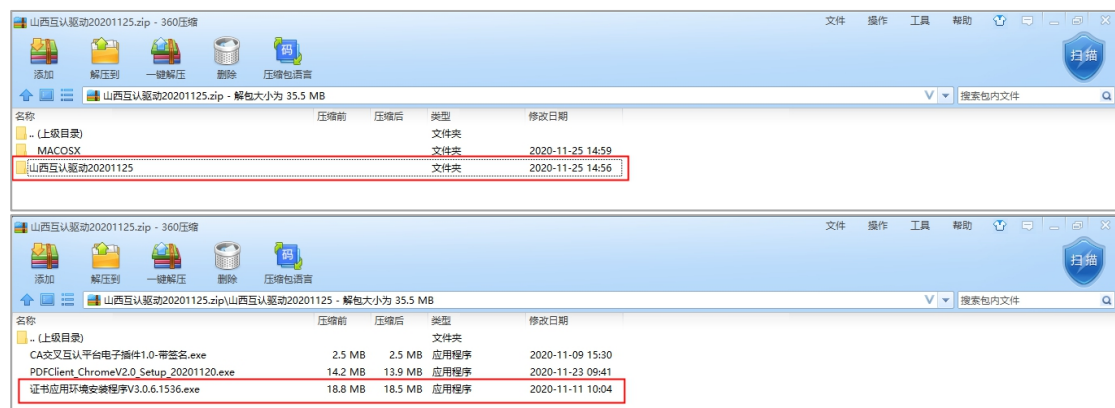 山西互认驱动20201125.zip - 360压缩
文件 操作 工具 帮助
添加 解压到 一键解压 删除 压缩包语言
码
扫描
山西互认驱动20201125.zip - 解包大小为 35.5 MB
搜索包内文件
名称 压缩前 压缩后 类型 修改日期
.. (上级目录) 文件夹
MACOSX 文件夹 2020-11-25 14:59
山西互认驱动20201125 文件夹 2020-11-25 14:56
山西互认驱动20201125.zip - 360压缩
文件 操作 工具 帮助
添加 解压到 一键解压 删除 压缩包语言
码
扫描
山西互认驱动20201125.zip\山西互认驱动20201125 - 解包大小为 35.5 MB
搜索包内文件
名称 压缩前 压缩后 类型 修改日期
.. (上级目录) 文件夹
CA交叉互认平台电子插件1.0-带签名.exe 2.5 MB 2.5 MB 应用程序 2020-11-09 15:30
PDFClient_ChromeV2.0_Setup_20201120.exe 14.2 MB 13.9 MB 应用程序 2020-11-23 09:41
证书应用环境安装程序V3.0.6.1536.exe 18.8 MB 18.5 MB 应用程序 2020-11-11 10:04